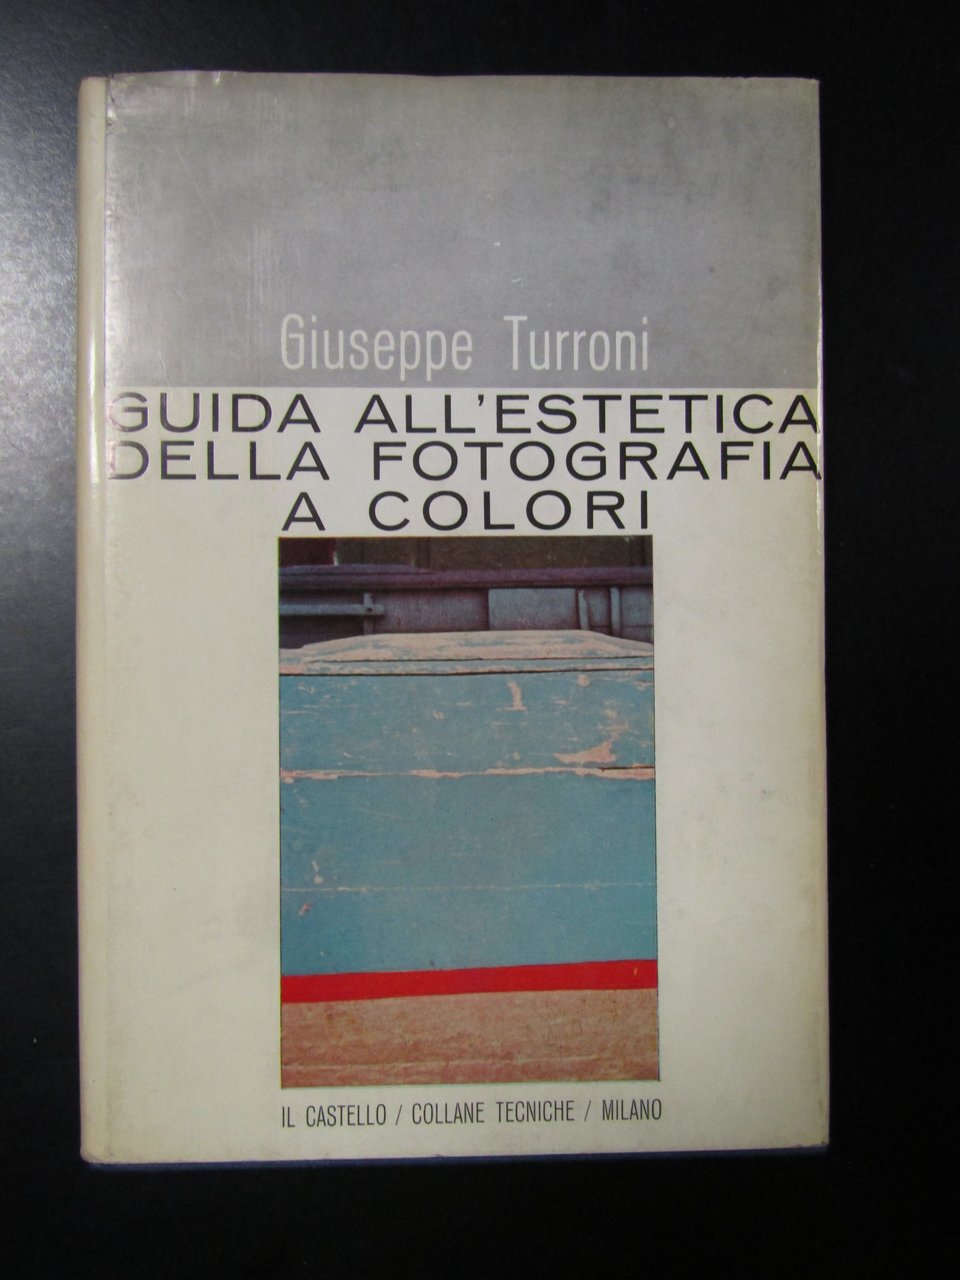 Giuseppe Turroni
GUIDA ALL'ESTETICA
DELLA FOTOGRAFIA
A COLORI
IL CASTELLO / COLLANE TECNICHE / MILANO